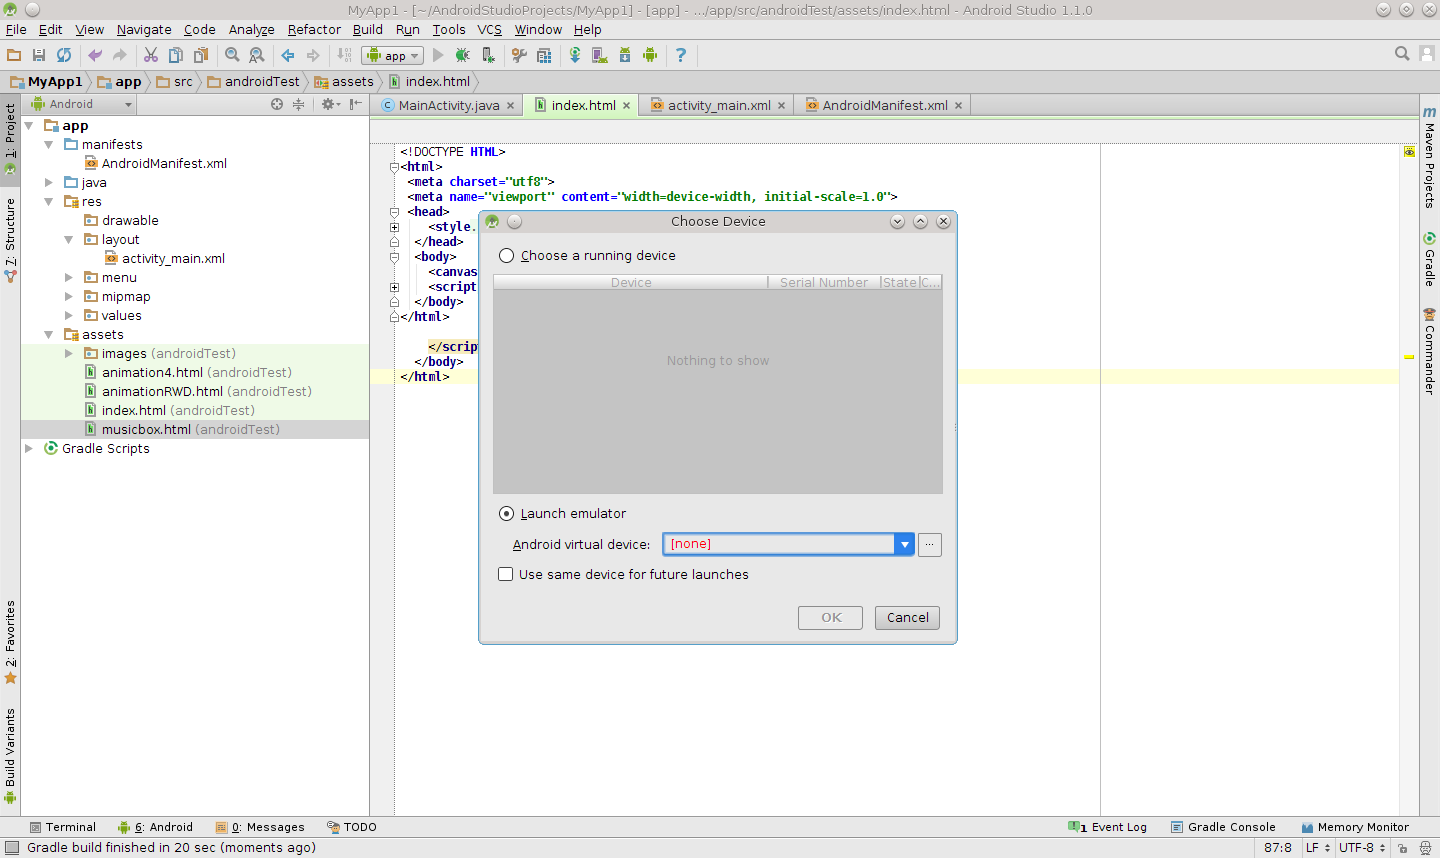 MyApp1 - [~/AndroidStudioProjects/MyApp1] - [app] - .../app/src/androidTest/assets/index.html - Android Studio 1.1.0
File Edit View Navigate Code Analyze Refactor Build Run Tools VCS Window Help
app
MyApp1 app src androidTest assets index.html
Android
MainActivity.java index.html activity_main.xml AndroidManifest.xml
1: Project
7: Structure
2: Favorites
Build Variants
app
manifests
AndroidManifest.xml
java
res
drawable
layout
activity_main.xml
menu
mipmap
values
assets
images (androidTest)
animation4.html (androidTest)
animationRWD.html (androidTest)
index.html (androidTest)
musicbox.html (androidTest)
Gradle Scripts
<!DOCTYPE HTML>
<html>
<meta charset="utf8">
<meta name="viewport" content="width=device-width, initial-scale=1.0">
<head>
<style.
</head>
<body>
<canvas
<script
</body>
</html>
</script
</body>
</html>
Choose Device
Choose a running device
Device Serial Number State C...
Nothing to show
Launch emulator
Android virtual device: [none] ...
Use same device for future launches
OK Cancel
m Maven Projects
Gradle
Commander
Terminal 6: Android 0: Messages TODO 1 Event Log Gradle Console Memory Monitor
Gradle build finished in 20 sec (moments ago) 87:8 LF UTF-8